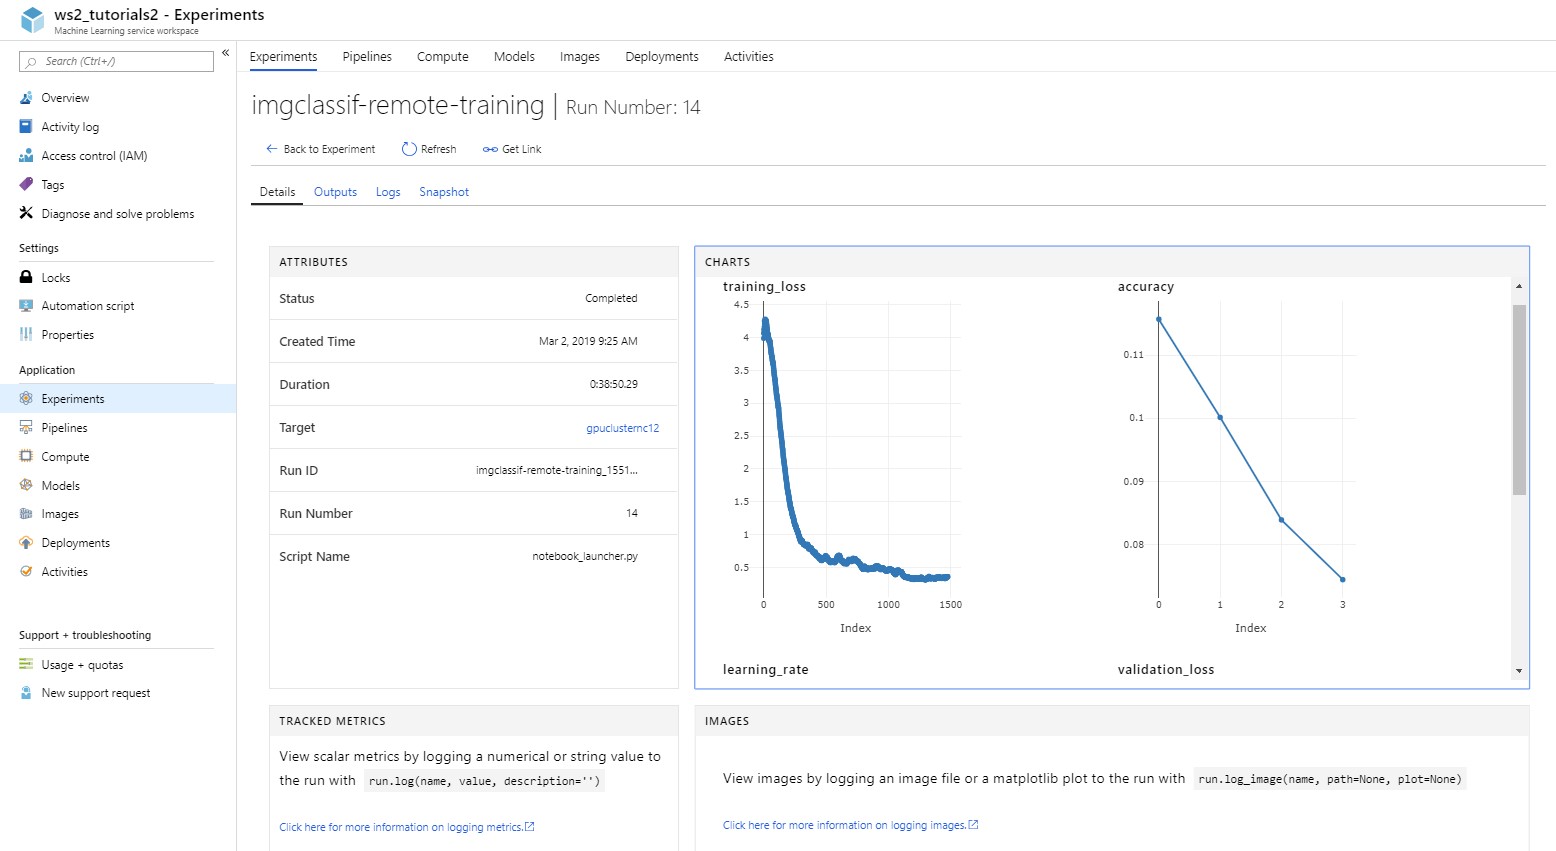 ws2_tutorials2 - Experiments
Machine Learning service workspace
Search (Ctrl+/)
«
Overview
Activity log
Access control (IAM)
Tags
Diagnose and solve problems
Settings
Locks
Automation script
Properties
Application
Experiments
Pipelines
Compute
Models
Images
Deployments
Activities
Support + troubleshooting
Usage + quotas
New support request
Experiments Pipelines Compute Models Images Deployments Activities
imgclassif-remote-training | Run Number: 14
Back to Experiment Refresh Get Link
Details Outputs Logs Snapshot
ATTRIBUTES
Status Completed
Created Time Mar 2, 2019 9:25 AM
Duration 0:38:50.29
Target gpuclusternc12
Run ID imgclassif-remote-training_1551...
Run Number 14
Script Name notebook_launcher.py
CHARTS
training_loss
4.5
4
3.5
3
2.5
2
1.5
1
0.5
0 500 1000 1500
Index
accuracy
0.11
0.1
0.09
0.08
0 1 2 3
Index
learning_rate
validation_loss
TRACKED METRICS
View scalar metrics by logging a numerical or string value to
the run with run.log(name, value, description='')
Click here for more information on logging metrics.
IMAGES
View images by logging an image file or a matplotlib plot to the run with run.log_image(name, path=None, plot=None)
Click here for more information on logging images.